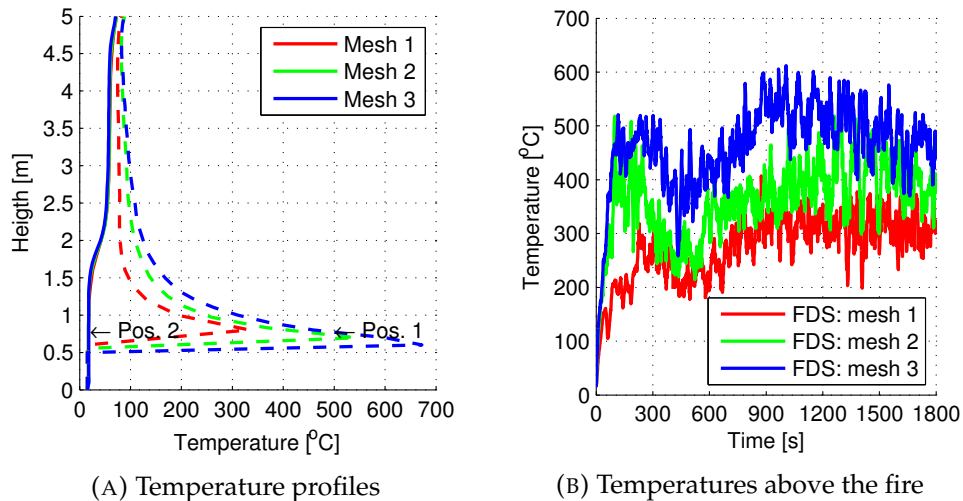 5
4.5
4
3.5
3
2.5
2
1.5
1
0.5
0
Heigth [m]
Mesh 1
Mesh 2
Mesh 3
← Pos. 2
← Pos. 1
0 100 200 300 400 500 600 700
Temperature [°C]
(A) Temperature profiles
700
600
500
400
300
200
100
0
Temperature [°C]
FDS: mesh 1
FDS: mesh 2
FDS: mesh 3
0 300 600 900 1200 1500 1800
Time [s]
(B) Temperatures above the fire